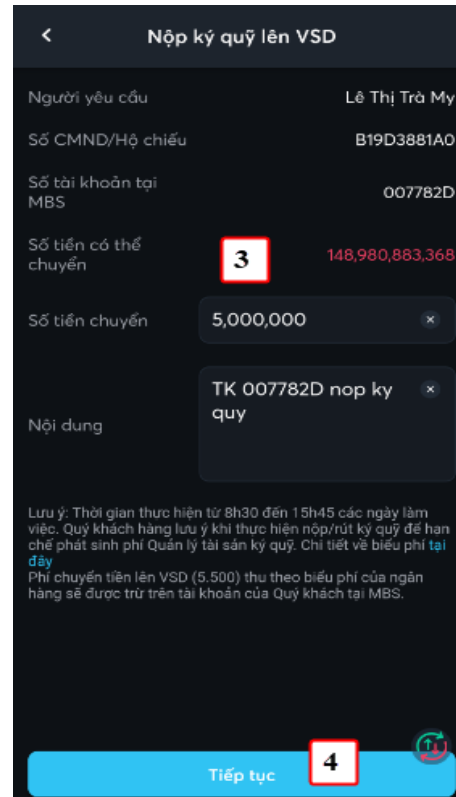 Nộp ký quỹ lên VSD
Người yêu cầu Lê Thị Trà My
Số CMND/Hộ chiếu B19D3881A0
Số tài khoản tại
MBS 007782D
Số tiền có thể
chuyển 3 148,980,883,368
Số tiền chuyển 5,000,000
Nội dung TK 007782D nop ky
quy
Lưu ý: Thời gian thực hiện từ 8h30 đến 15h45 các ngày làm
việc. Quý khách hàng lưu ý khi thực hiện nộp/rút ký quỹ để hạn
chế phát sinh phí Quản lý tài sản ký quỹ. Chi tiết về biểu phí tại
đây
Phí chuyển tiền lên VSD (5.500) thu theo biểu phí của ngân
hàng sẽ được trừ trên tài khoản của Quý khách tại MBS.
Tiếp tục 4